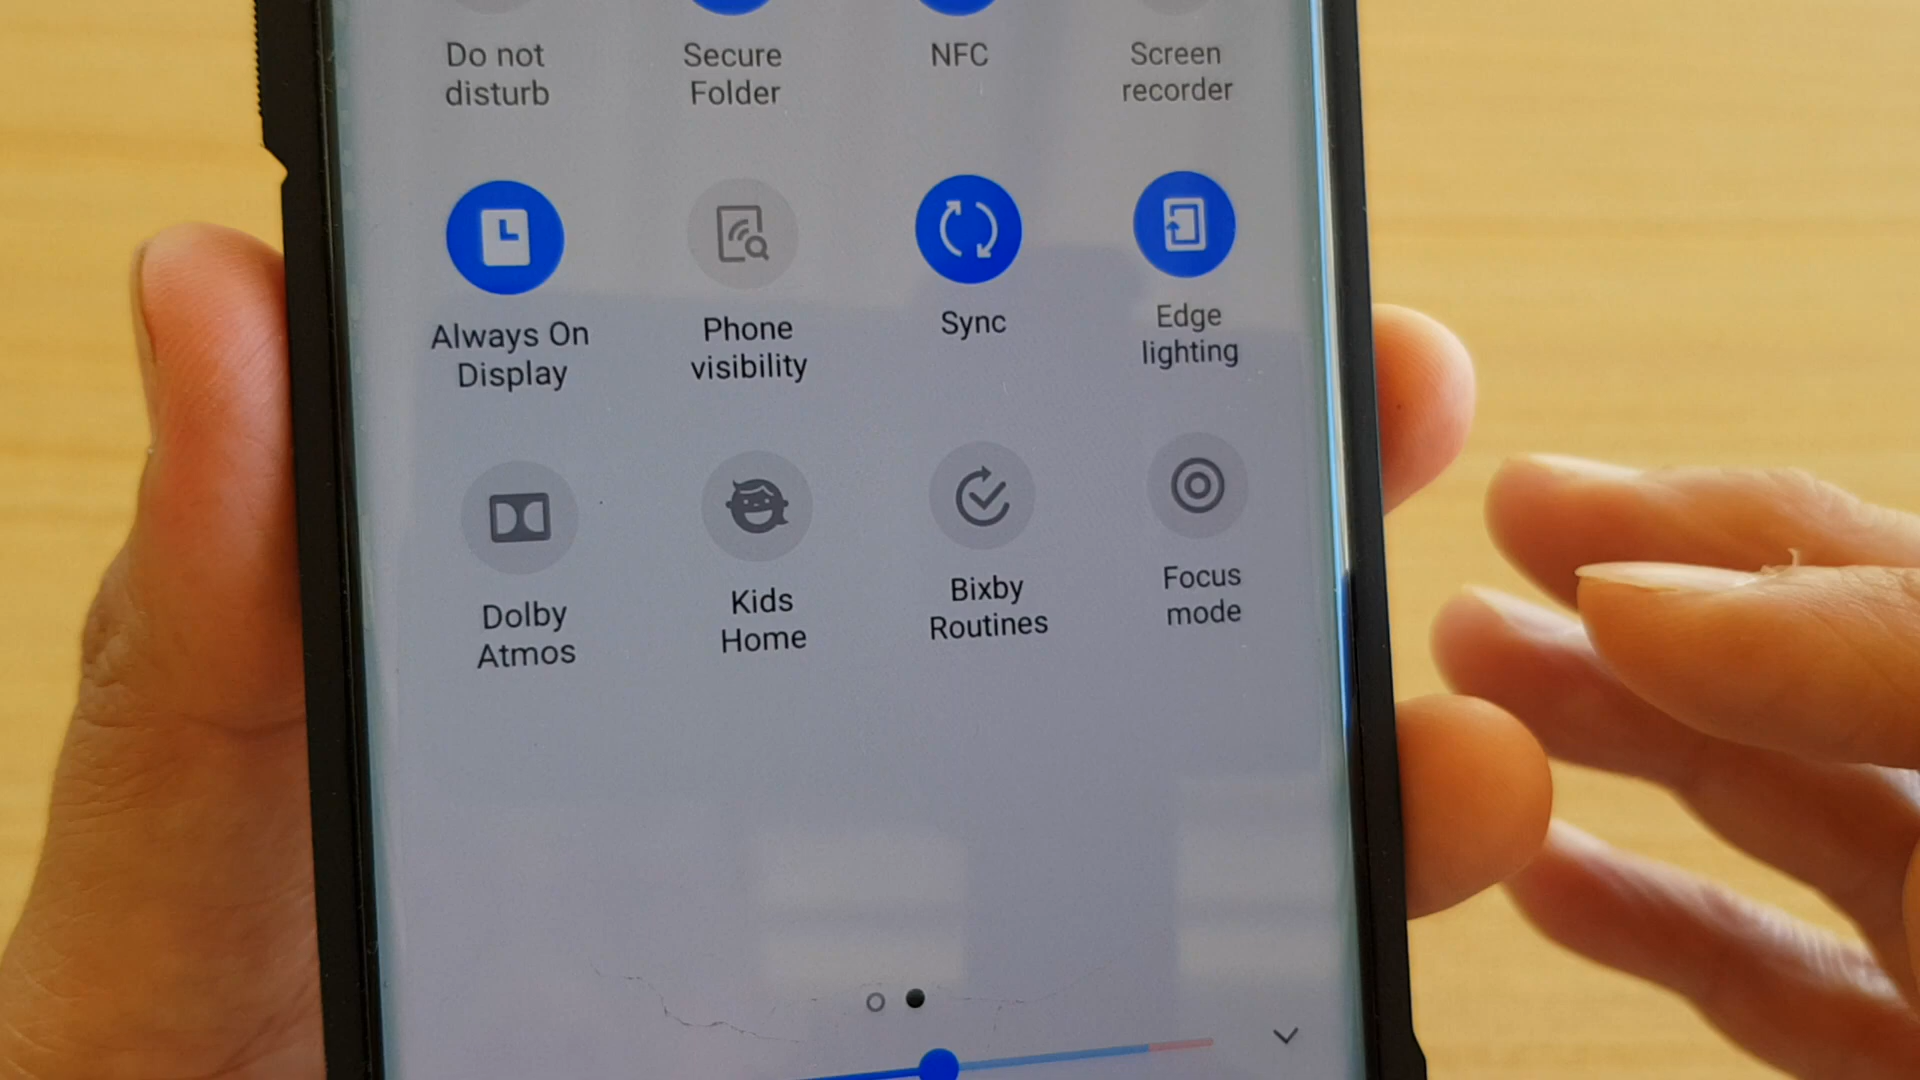 Do not
disturb
Secure
Folder
NFC
Screen
recorder
Always On
Display
Phone
visibility
Sync
Edge
lighting
Dolby
Atmos
Kids
Home
Bixby
Routines
Focus
mode